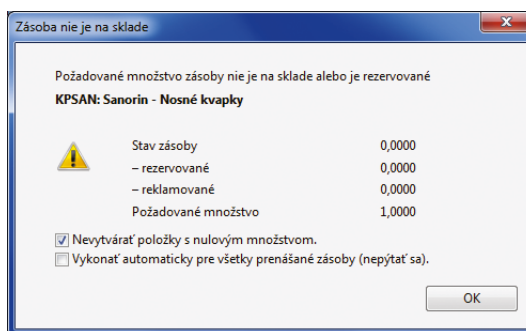 Zásoba nie je na sklade
Požadované množstvo zásoby nie je na sklade alebo je rezervované
KPSAN: Sanorin - Nosné kvapky
Stav zásoby 0,0000
– rezervované 0,0000
– reklamované 0,0000
Požadované množstvo 1,0000
Nevytvárať položky s nulovým množstvom.
Vykonať automaticky pre všetky prenášané zásoby (nepýtať sa).
OK